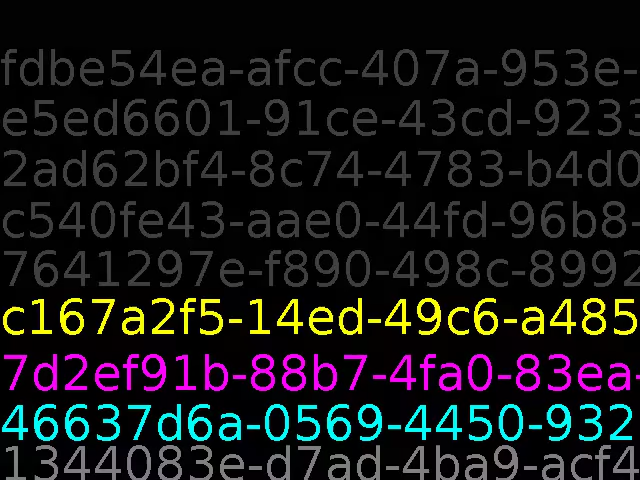 fdbe54ea-afcc-407a-953e-
e5ed6601-91ce-43cd-9233
2ad62bf4-8c74-4783-b4d0
c540fe43-aae0-44fd-96b8-
7641297e-f890-498c-8992
c167a2f5-14ed-49c6-a485
7d2ef91b-88b7-4fa0-83ea-
46637d6a-0569-4450-932
1344083e-d7ad-4ba9-acf4